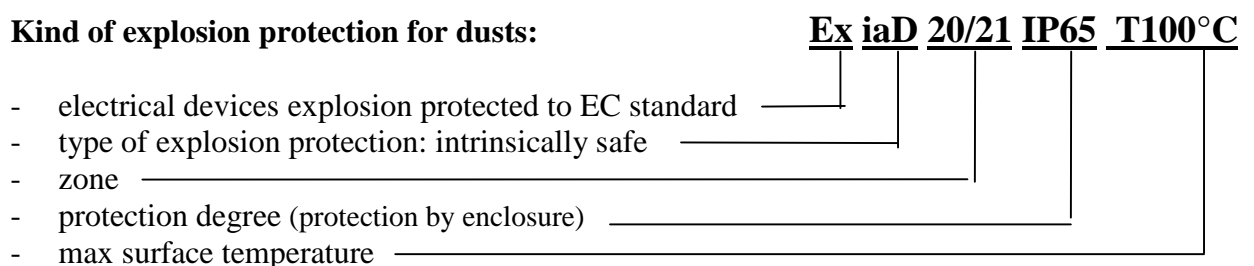 Kind of explosion protection for dusts: Ex iaD 20/21 IP65 T100°C
- electrical devices explosion protected to EC standard
- type of explosion protection: intrinsically safe
- zone
- protection degree (protection by enclosure)
- max surface temperature